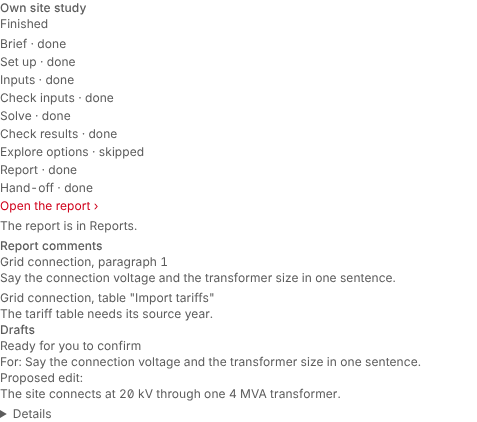 Own site study
Finished
Brief · done
Set up · done
Inputs · done
Check inputs · done
Solve · done
Check results · done
Explore options · skipped
Report · done
Hand-off · done
Open the report ›
The report is in Reports.
Report comments
Grid connection, paragraph 1
Say the connection voltage and the transformer size in one sentence.
Grid connection, table "Import tariffs"
The tariff table needs its source year.
Drafts
Ready for you to confirm
For: Say the connection voltage and the transformer size in one sentence.
Proposed edit:
The site connects at 20 kV through one 4 MVA transformer.
Details